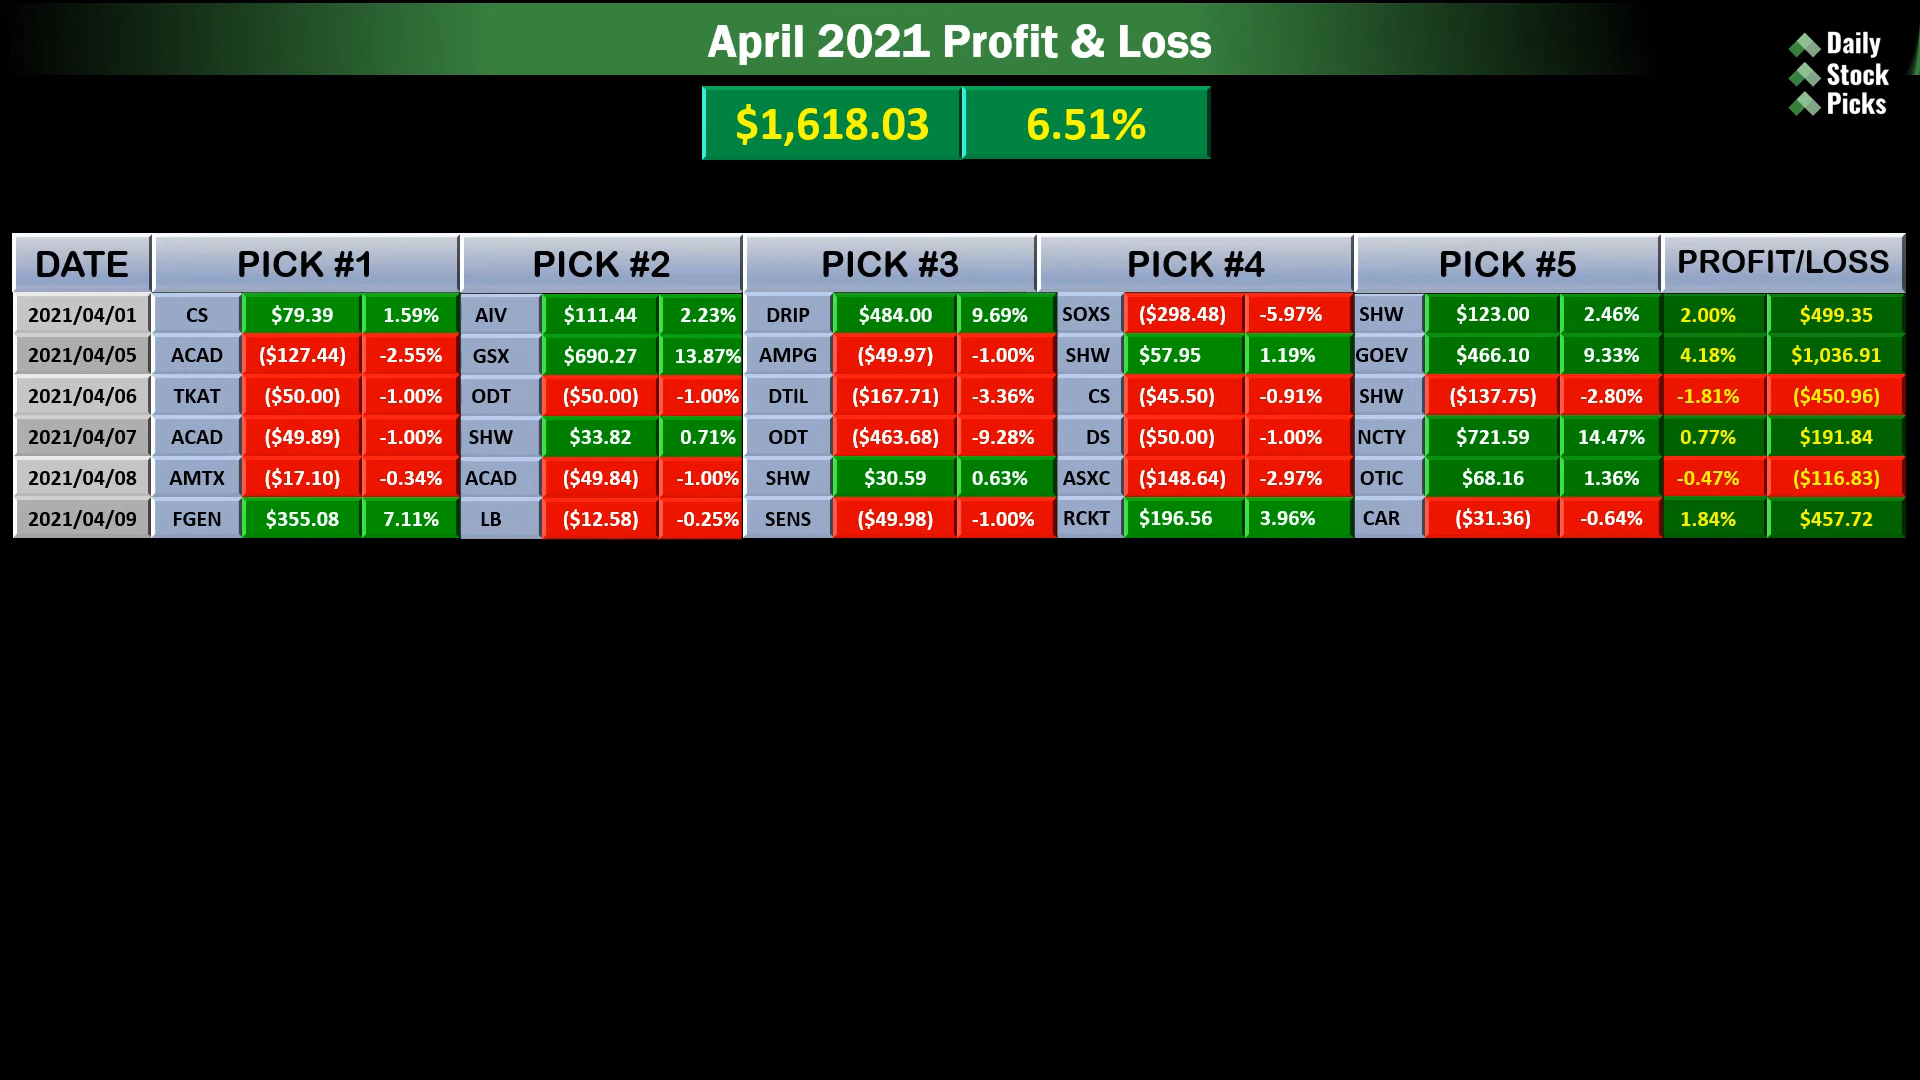 April 2021 Profit & Loss
Daily
Stock
Picks
$1,618.03 6.51%
DATE PICK #1 PICK #2 PICK #3 PICK #4 PICK #5 PROFIT/LOSS
2021/04/01 CS $79.39 1.59% AIV $111.44 2.23% DRIP $484.00 9.69% SOXS ($298.48) -5.97% SHW $123.00 2.46% 2.00% $499.35
2021/04/05 ACAD ($127.44) -2.55% GSX $690.27 13.87% AMPG ($49.97) -1.00% SHW $57.95 1.19% GOEV $466.10 9.33% 4.18% $1,036.91
2021/04/06 TKAT ($50.00) -1.00% ODT ($50.00) -1.00% DTIL ($167.71) -3.36% CS ($45.50) -0.91% SHW ($137.75) -2.80% -1.81% ($450.96)
2021/04/07 ACAD ($49.89) -1.00% SHW $33.82 0.71% ODT ($463.68) -9.28% DS ($50.00) -1.00% NCTY $721.59 14.47% 0.77% $191.84
2021/04/08 AMTX ($17.10) -0.34% ACAD ($49.84) -1.00% SHW $30.59 0.63% ASXC ($148.64) -2.97% OTIC $68.16 1.36% -0.47% ($116.83)
2021/04/09 FGEN $355.08 7.11% LB ($12.58) -0.25% SENS ($49.98) -1.00% RCKT $196.56 3.96% CAR ($31.36) -0.64% 1.84% $457.72